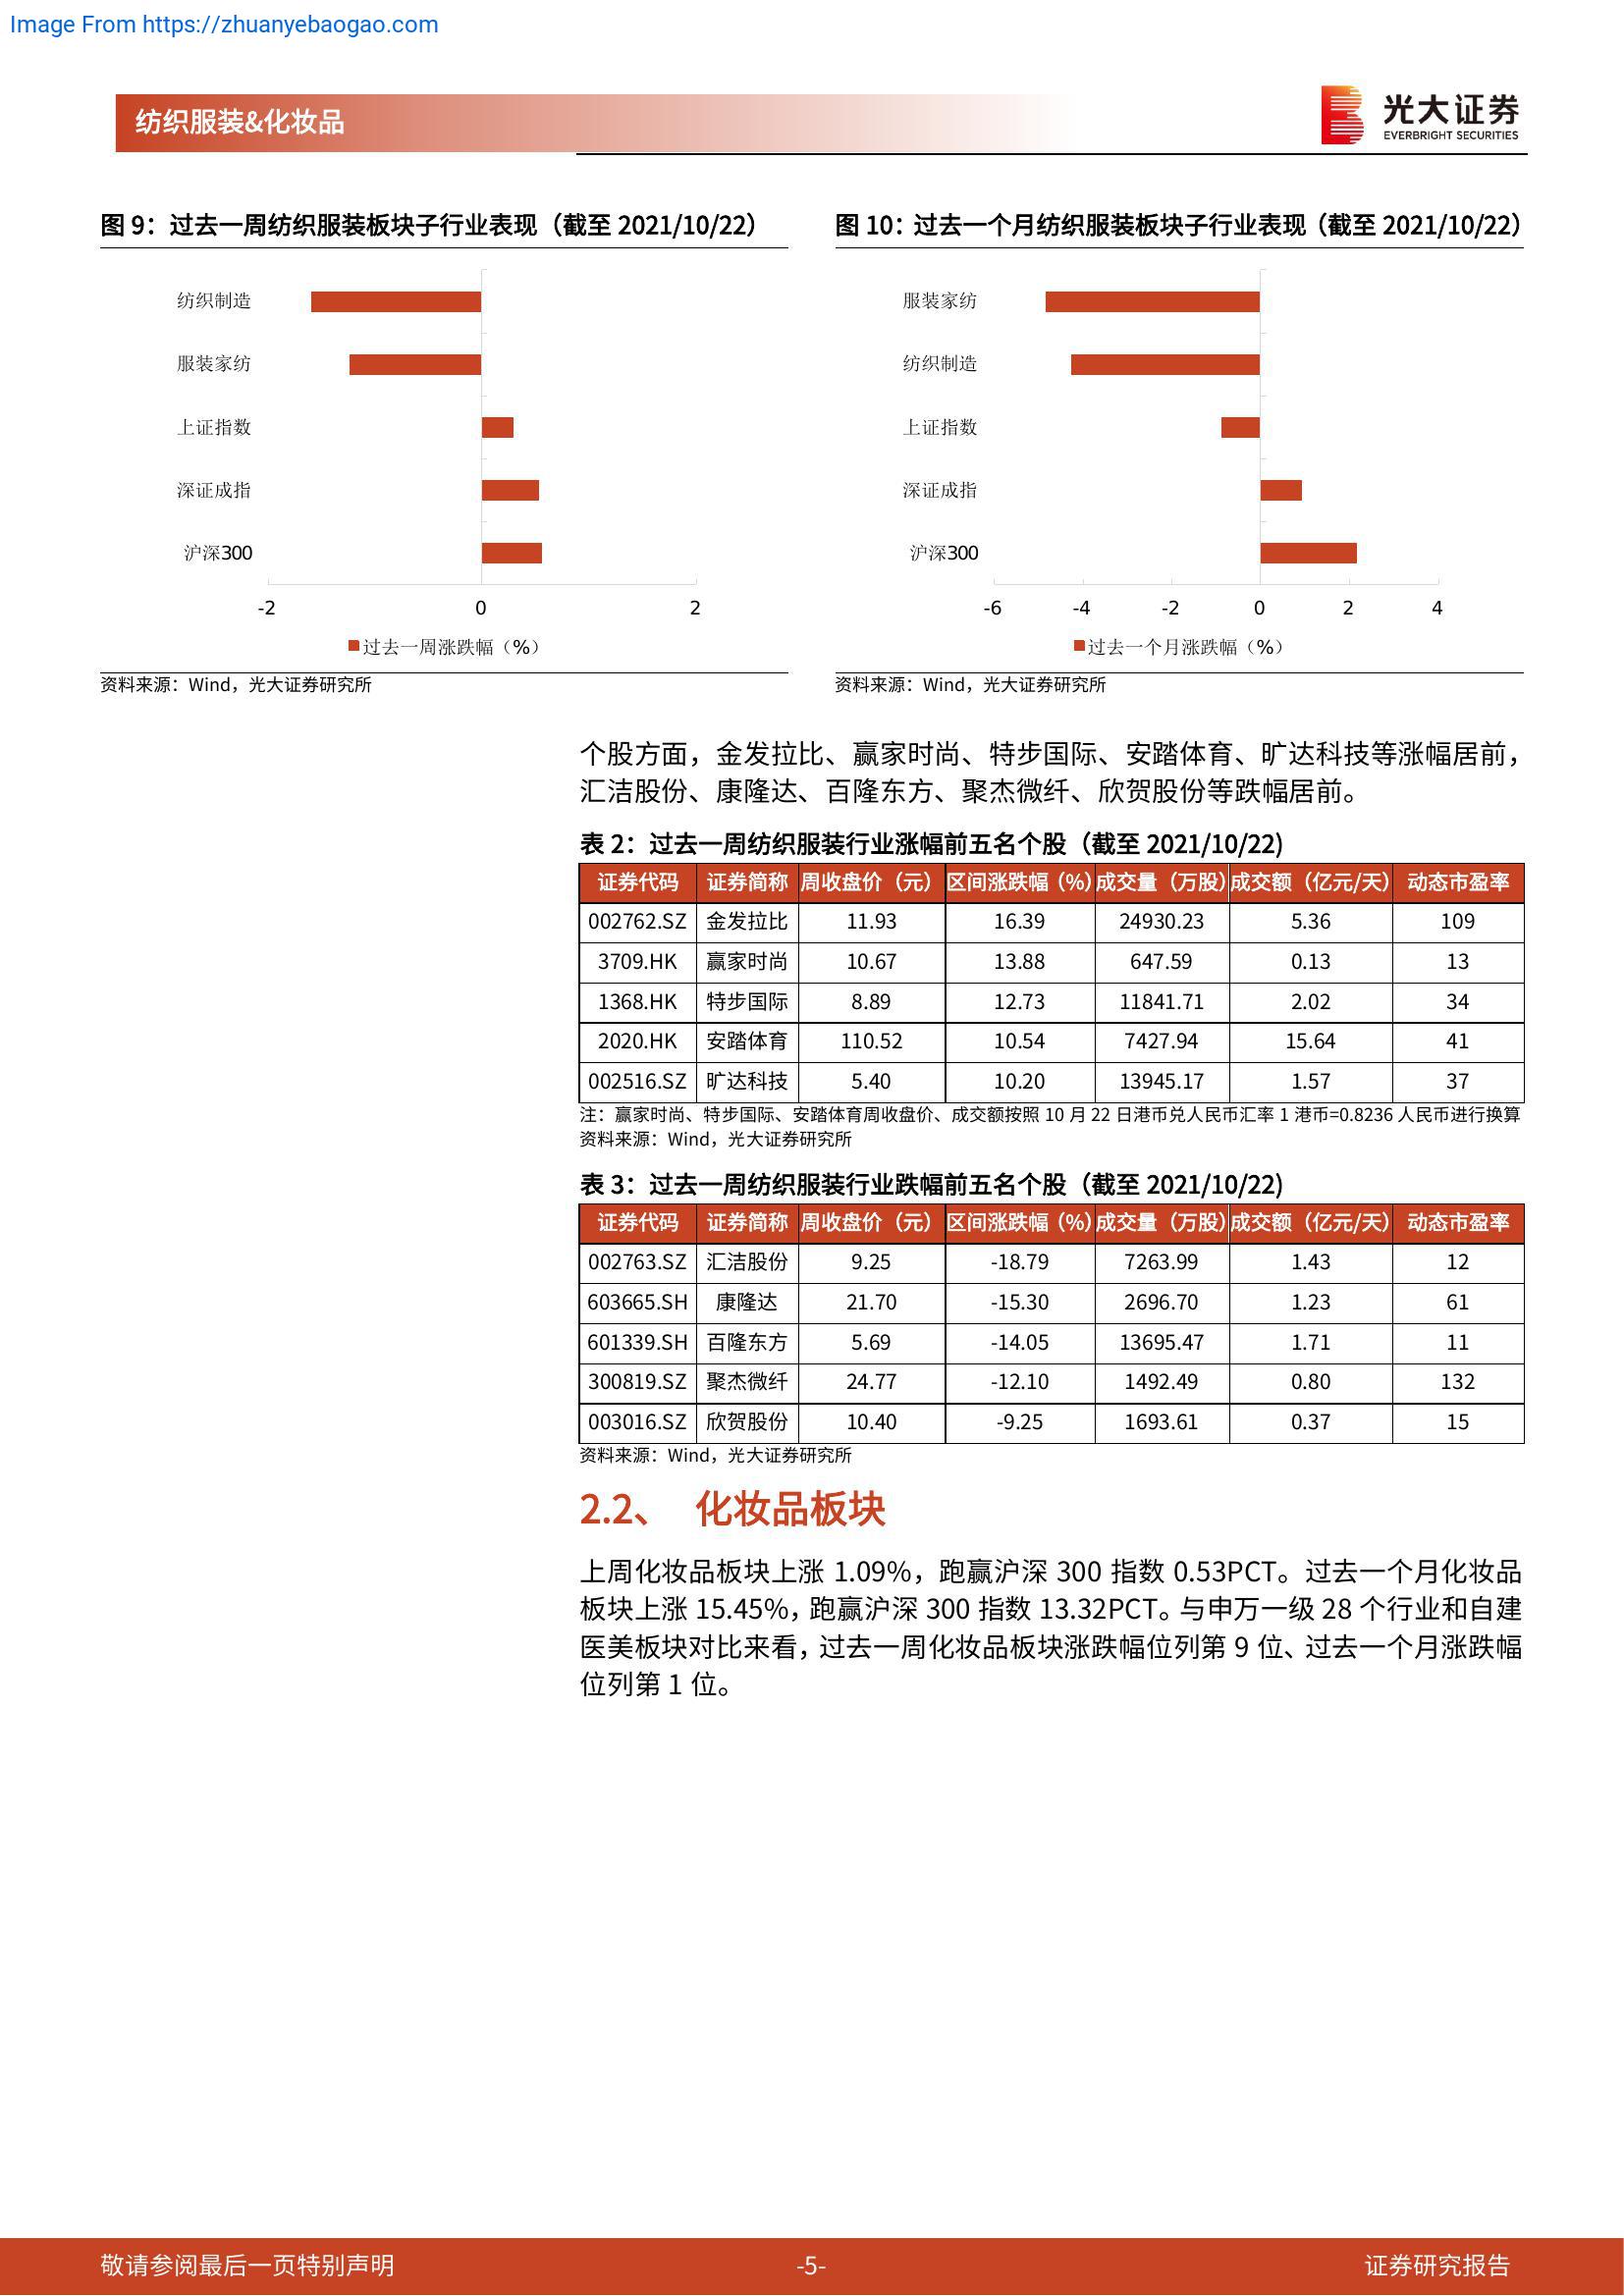 Image From https://zhuanyebaogao.com
纺织服装&化妆品
光大证券
EVERBRIGHT SECURITIES
图 9：过去一周纺织服装板块子行业表现（截至 2021/10/22）
纺织制造
服装家纺
上证指数
深证成指
沪深300
-2 0 2
过去一周涨跌幅（%）
资料来源：Wind，光大证券研究所
图 10：过去一个月纺织服装板块子行业表现（截至 2021/10/22）
服装家纺
纺织制造
上证指数
深证成指
沪深300
-6 -4 -2 0 2 4
过去一个月涨跌幅（%）
资料来源：Wind，光大证券研究所
个股方面，金发拉比、赢家时尚、特步国际、安踏体育、旷达科技等涨幅居前，
汇洁股份、康隆达、百隆东方、聚杰微纤、欣贺股份等跌幅居前。
表 2：过去一周纺织服装行业涨幅前五名个股（截至 2021/10/22)
证券代码 证券简称 周收盘价（元） 区间涨跌幅（%） 成交量（万股） 成交额（亿元/天） 动态市盈率
002762.SZ 金发拉比 11.93 16.39 24930.23 5.36 109
3709.HK 赢家时尚 10.67 13.88 647.59 0.13 13
1368.HK 特步国际 8.89 12.73 11841.71 2.02 34
2020.HK 安踏体育 110.52 10.54 7427.94 15.64 41
002516.SZ 旷达科技 5.40 10.20 13945.17 1.57 37
注：赢家时尚、特步国际、安踏体育周收盘价、成交额按照 10 月 22 日港币兑人民币汇率 1 港币=0.8236 人民币进行换算
资料来源：Wind，光大证券研究所
表 3：过去一周纺织服装行业跌幅前五名个股（截至 2021/10/22)
证券代码 证券简称 周收盘价（元） 区间涨跌幅（%） 成交量（万股） 成交额（亿元/天） 动态市盈率
002763.SZ 汇洁股份 9.25 -18.79 7263.99 1.43 12
603665.SH 康隆达 21.70 -15.30 2696.70 1.23 61
601339.SH 百隆东方 5.69 -14.05 13695.47 1.71 11
300819.SZ 聚杰微纤 24.77 -12.10 1492.49 0.80 132
003016.SZ 欣贺股份 10.40 -9.25 1693.61 0.37 15
资料来源：Wind，光大证券研究所
2.2、 化妆品板块
上周化妆品板块上涨 1.09%，跑赢沪深 300 指数 0.53PCT。过去一个月化妆品
板块上涨 15.45%，跑赢沪深 300 指数 13.32PCT。与申万一级 28 个行业和自建
医美板块对比来看，过去一周化妆品板块涨跌幅位列第 9 位、过去一个月涨跌幅
位列第 1 位。
敬请参阅最后一页特别声明 -5- 证券研究报告